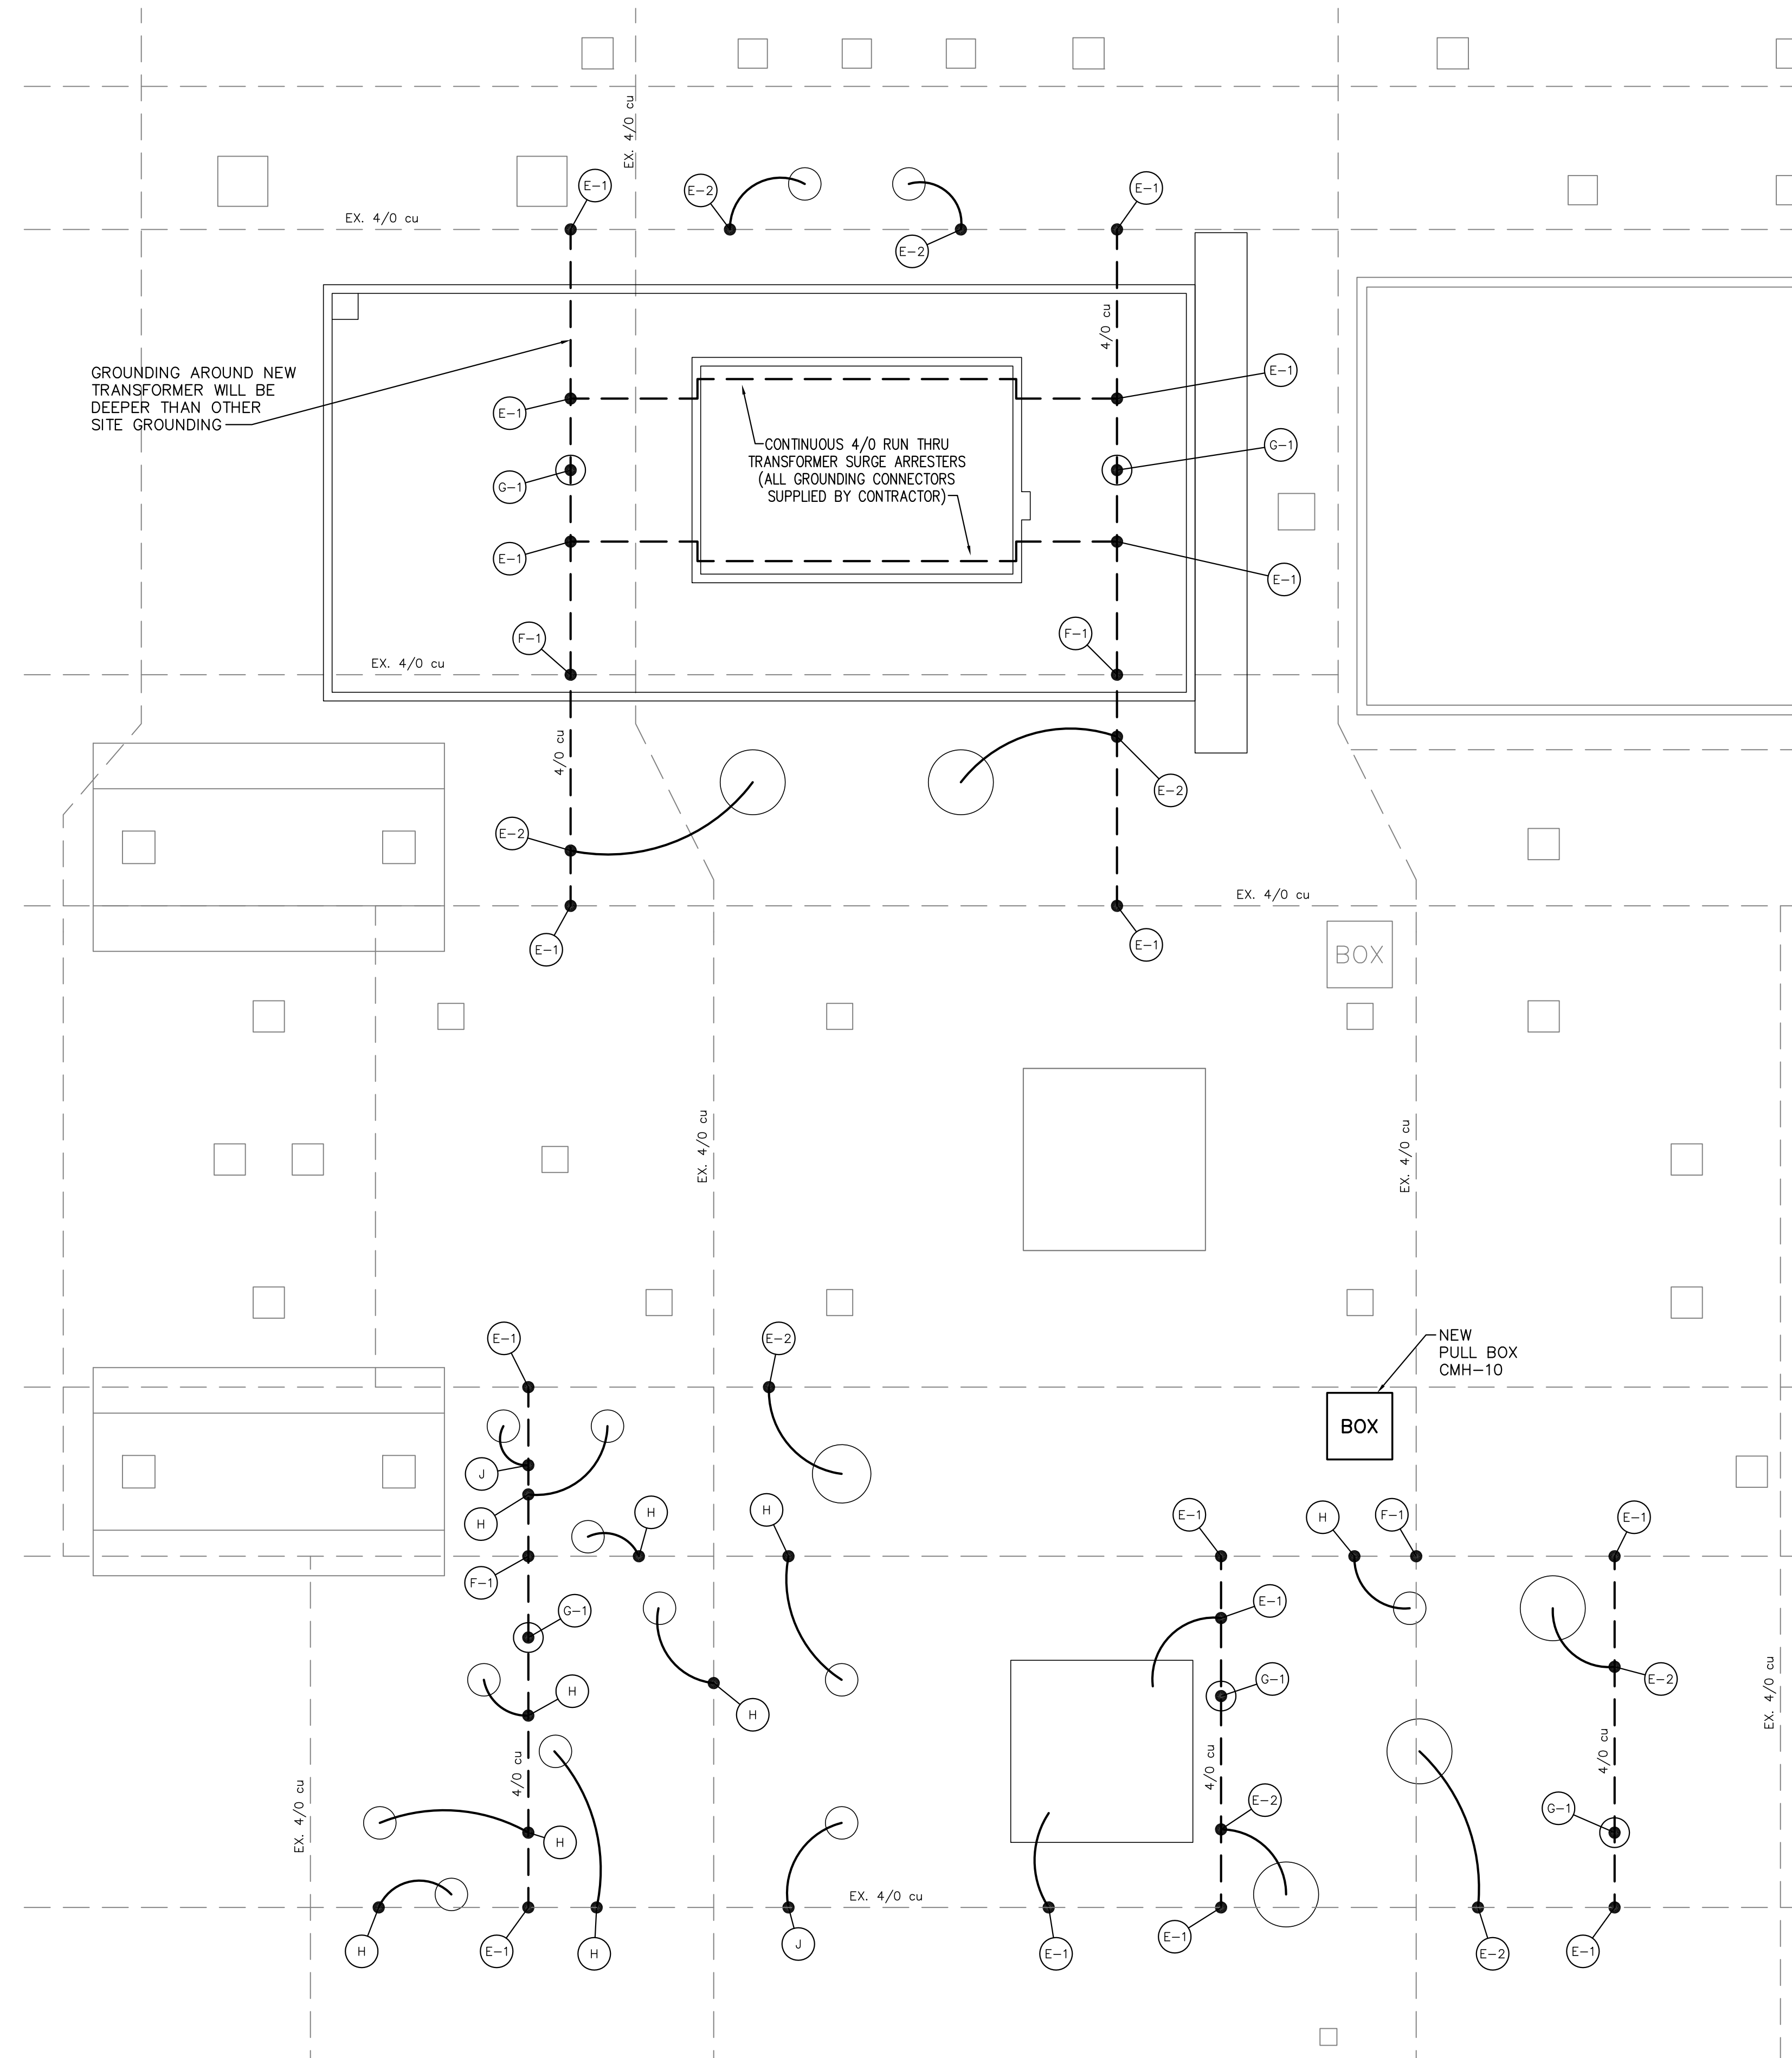 EX. 4/0 cu
E-1
E-2
E-1
EX. 4/0 cu
E-2
4/0 cu
GROUNDING AROUND NEW
TRANSFORMER WILL BE
DEEPER THAN OTHER
SITE GROUNDING
E-1
E-1
CONTINUOUS 4/0 RUN THRU
TRANSFORMER SURGE ARRESTERS
(ALL GROUNDING CONNECTORS
SUPPLIED BY CONTRACTOR)
G-1
G-1
E-1
E-1
F-1
F-1
EX. 4/0 cu
4/0 cu
E-2
E-2
EX. 4/0 cu
E-1
E-1
BOX
EX. 4/0 cu
EX. 4/0 cu
E-1
E-2
NEW
PULL BOX
CMH-10
BOX
J
H
H
H
E-1
H
F-1
E-1
F-1
G-1
E-1
H
H
G-1
E-2
EX. 4/0 cu
4/0 cu
4/0 cu
4/0 cu
EX. 4/0 cu
E-2
G-1
H
EX. 4/0 cu
H
E-1
H
J
E-1
E-1
E-2
E-1